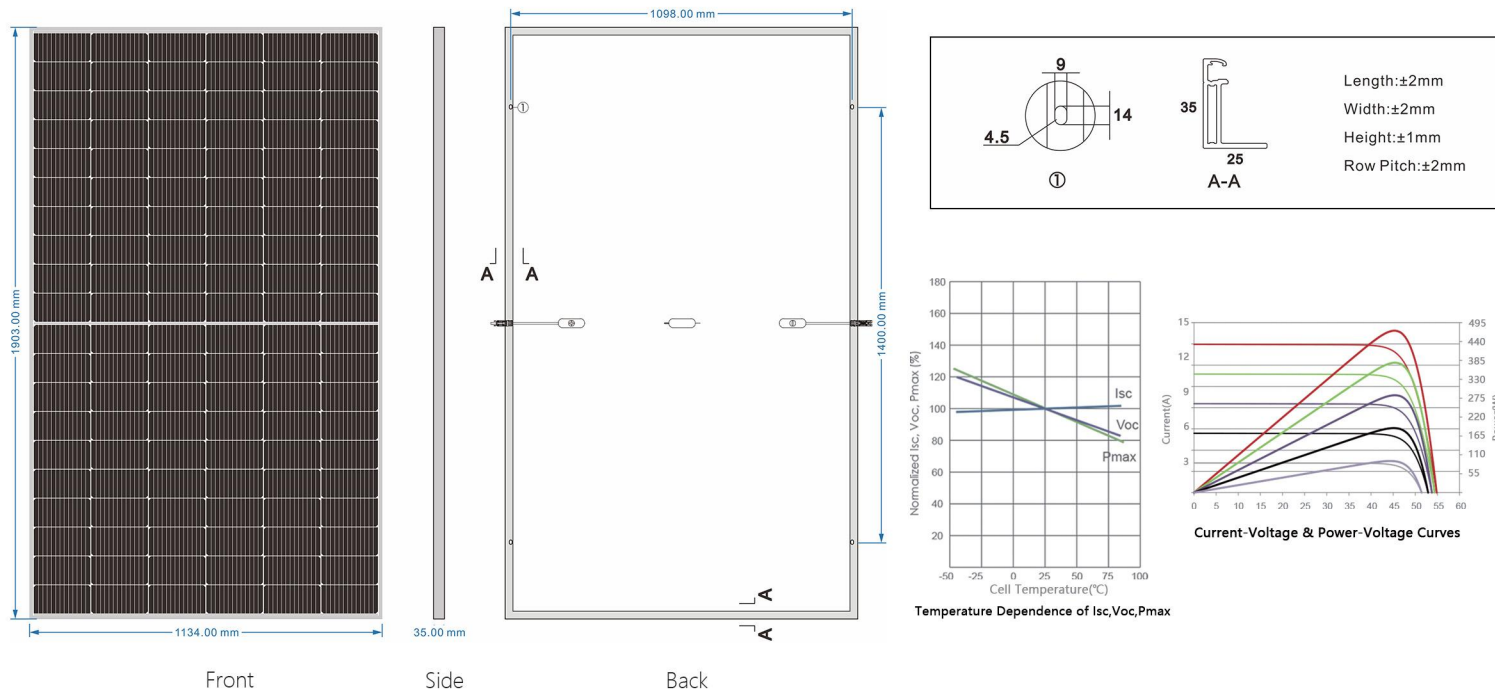 1903.00 mm
1134.00 mm
Front
35.00 mm
Side
1098.00 mm
①
A A
1400.00 mm
A
A
Back
9
14
4.5
①
35
25
A-A
Length:±2mm
Width:±2mm
Height:±1mm
Row Pitch:±2mm
Normalized Isc, Voc, Pmax (%)
180
160
140
120
100
80
60
40
20
Isc
Voc
Pmax
-50 -25 0 25 50 75 100
Cell Temperature(℃)
Temperature Dependence of Isc,Voc,Pmax
Current(A)
15
12
9
6
3
495
440
385
330
275
220
165
110
55
0 5 10 15 20 25 30 35 40 45 50 55 60
Current-Voltage & Power-Voltage Curves